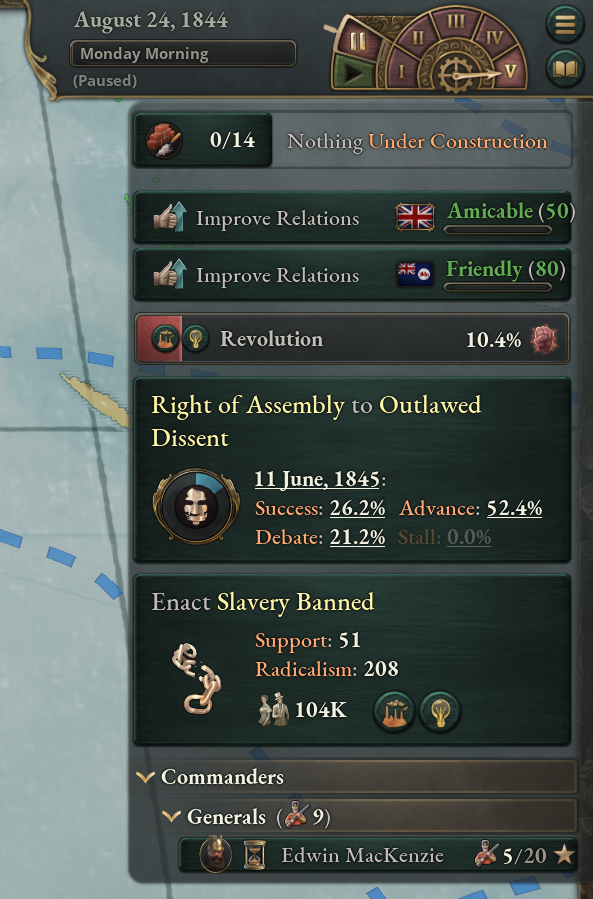 August 24, 1844
Monday Morning
(Paused)
I II III IV V
0/14 Nothing Under Construction
Improve Relations Amicable (50)
Improve Relations Friendly (80)
Revolution 10.4%
Right of Assembly to Outlawed
Dissent
11 June, 1845:
Success: 26.2% Advance: 52.4%
Debate: 21.2% Stall: 0.0%
Enact Slavery Banned
Support: 51
Radicalism: 208
104K
Commanders
Generals ( 9)
Edwin MacKenzie 5/20